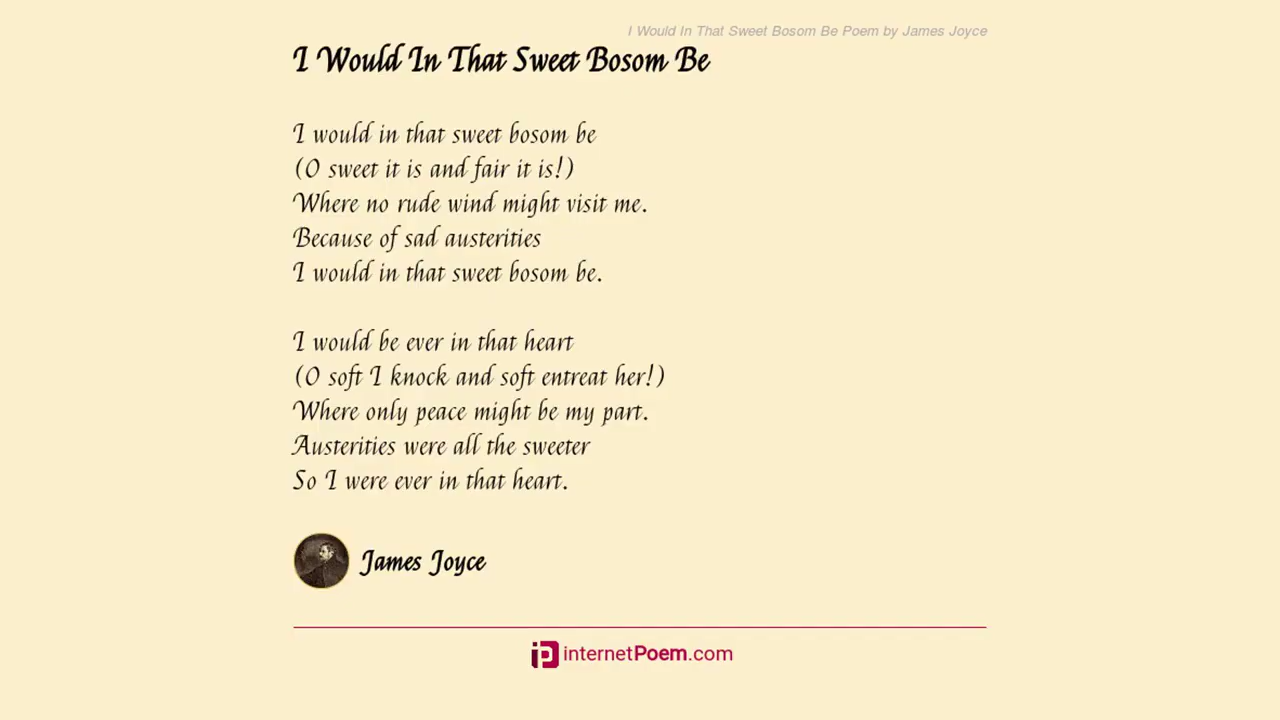 I Would In That Sweet Bosom Be Poem by James Joyce
I Would In That Sweet Bosom Be
I would in that sweet bosom be
(O sweet it is and fair it is!)
Where no rude wind might visit me.
Because of sad austerities
I would in that sweet bosom be.
I would be ever in that heart
(O soft I knock and soft entreat her!)
Where only peace might be my part.
Austerities were all the sweeter
So I were ever in that heart.
James Joyce
internetPoem.com